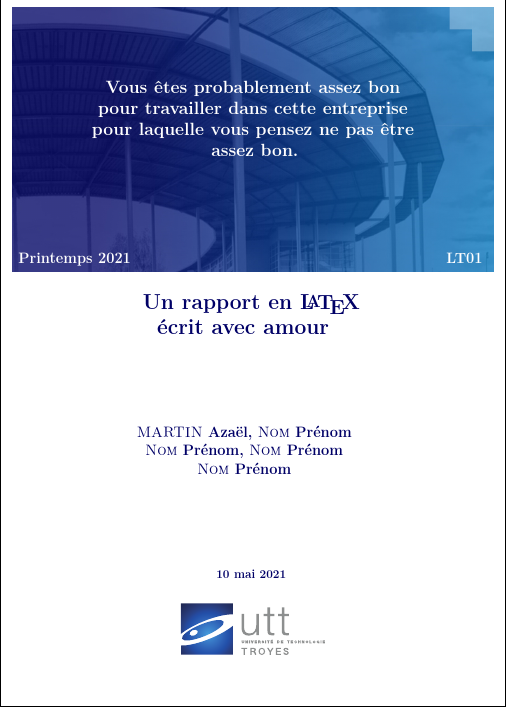 Vous êtes probablement assez bon
pour travailler dans cette entreprise
pour laquelle vous pensez ne pas être
assez bon.
Printemps 2021
LT01
Un rapport en LATEX
écrit avec amour
MARTIN Azaël, Nom Prénom
Nom Prénom, Nom Prénom
Nom Prénom
10 mai 2021
utt
UNIVERSITÉ DE TECHNOLOGIE
TROYES